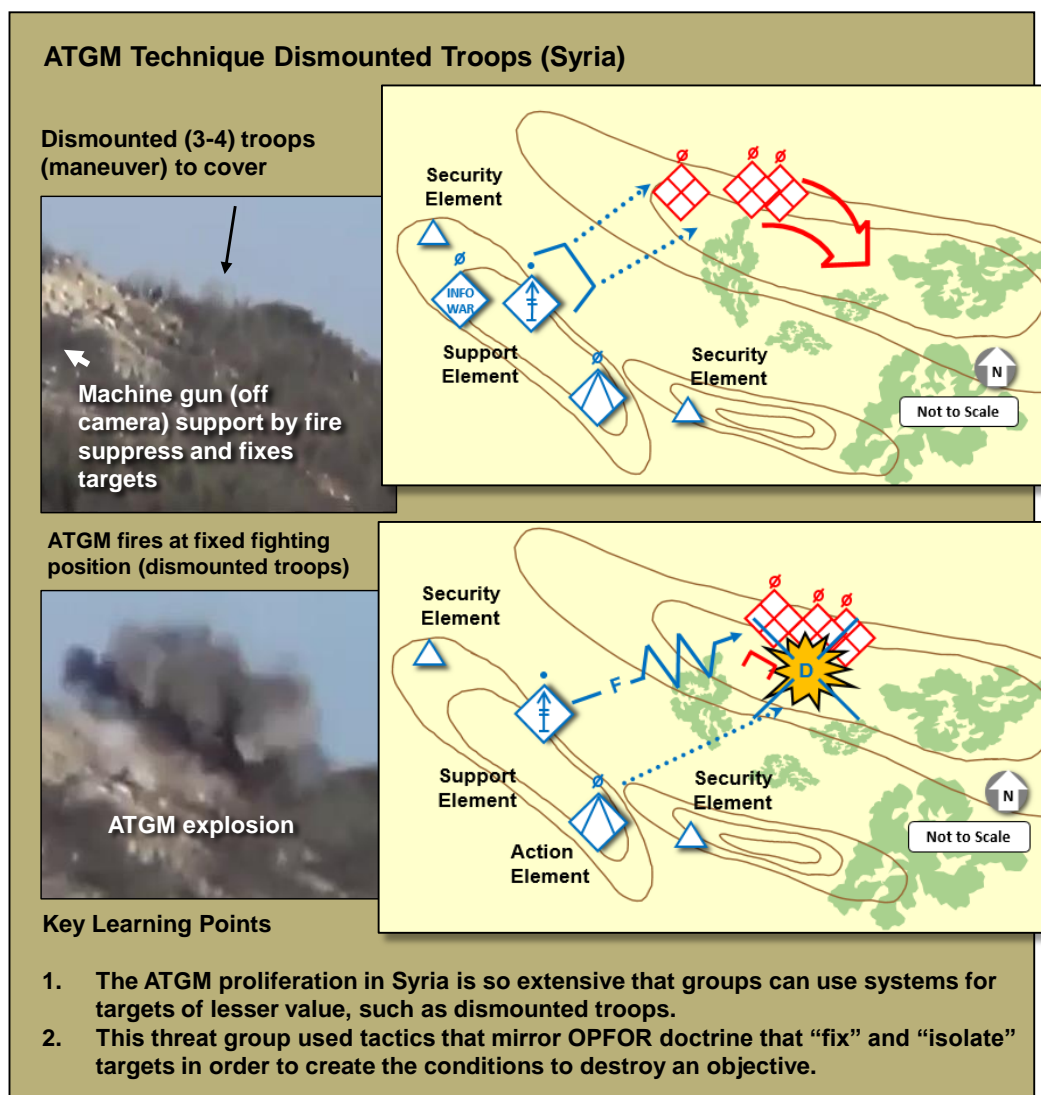 ATGM Technique Dismounted Troops (Syria)
Dismounted (3-4) troops
(maneuver) to cover
Machine gun (off
camera) support by fire
suppress and fixes
targets
Security
Element
INFO
WAR
Support
Element
Security
Element
N
Not to Scale
ATGM fires at fixed fighting
position (dismounted troops)
ATGM explosion
Security
Element
F
D
Support
Element
Security
Element
Action
Element
N
Not to Scale
Key Learning Points
1. The ATGM proliferation in Syria is so extensive that groups can use systems for
targets of lesser value, such as dismounted troops.
2. This threat group used tactics that mirror OPFOR doctrine that “fix” and “isolate”
targets in order to create the conditions to destroy an objective.